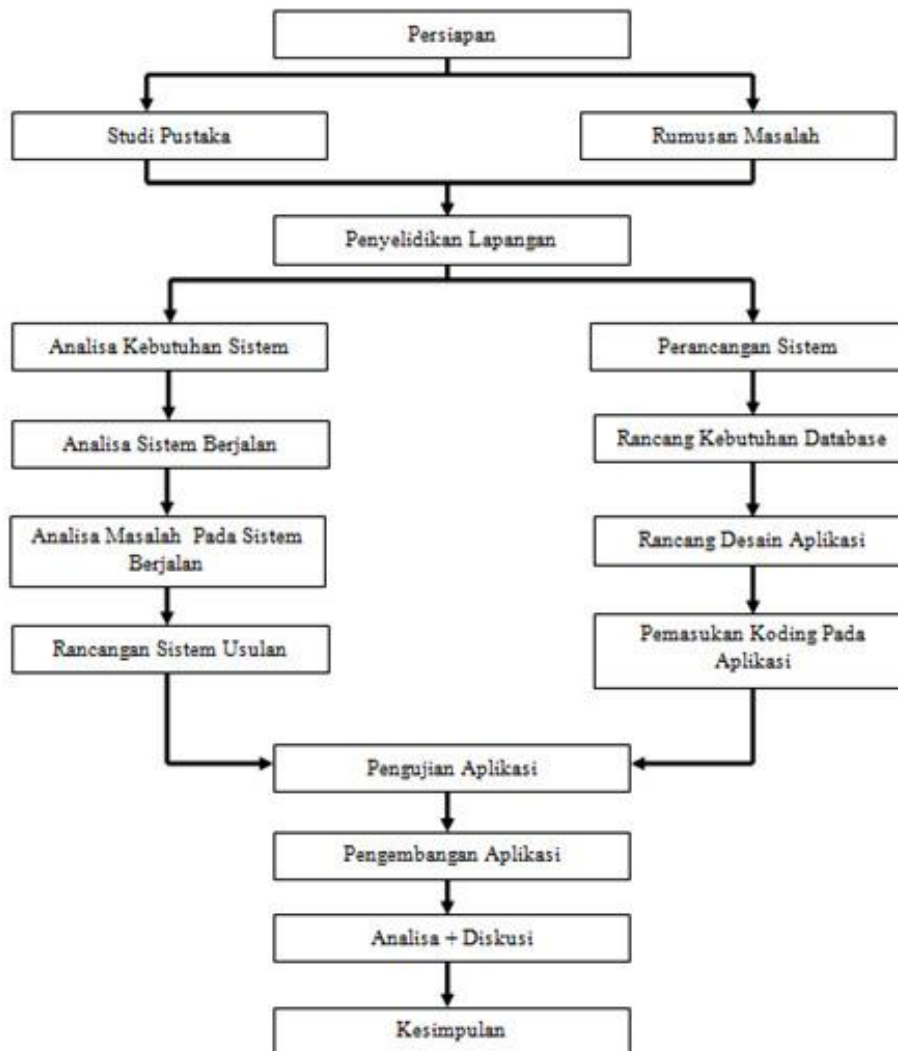 Persiapan
Studi Pustaka
Rumusan Masalah
Penyelidikan Lapangan
Analisa Kebutuhan Sistem
Perancangan Sistem
Analisa Sistem Berjalan
Rancang Kebutuhan Database
Analisa Masalah Pada Sistem
Berjalan
Rancang Desain Aplikasi
Rancangan Sistem Usulan
Pemasukan Koding Pada
Aplikasi
Pengujian Aplikasi
Pengembangan Aplikasi
Analisa + Diskusi
Kesimpulan